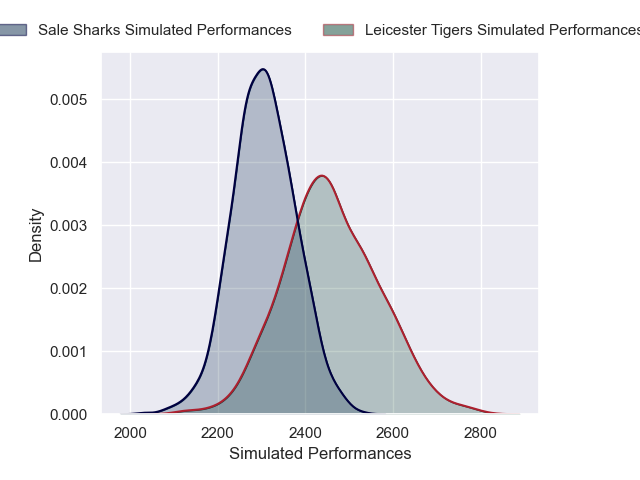 Sale Sharks Simulated Performances
Leicester Tigers Simulated Performances
0.005
0.004
0.003
0.002
0.001
0.000
Density
2000
2200
2400
2600
2800
Simulated Performances